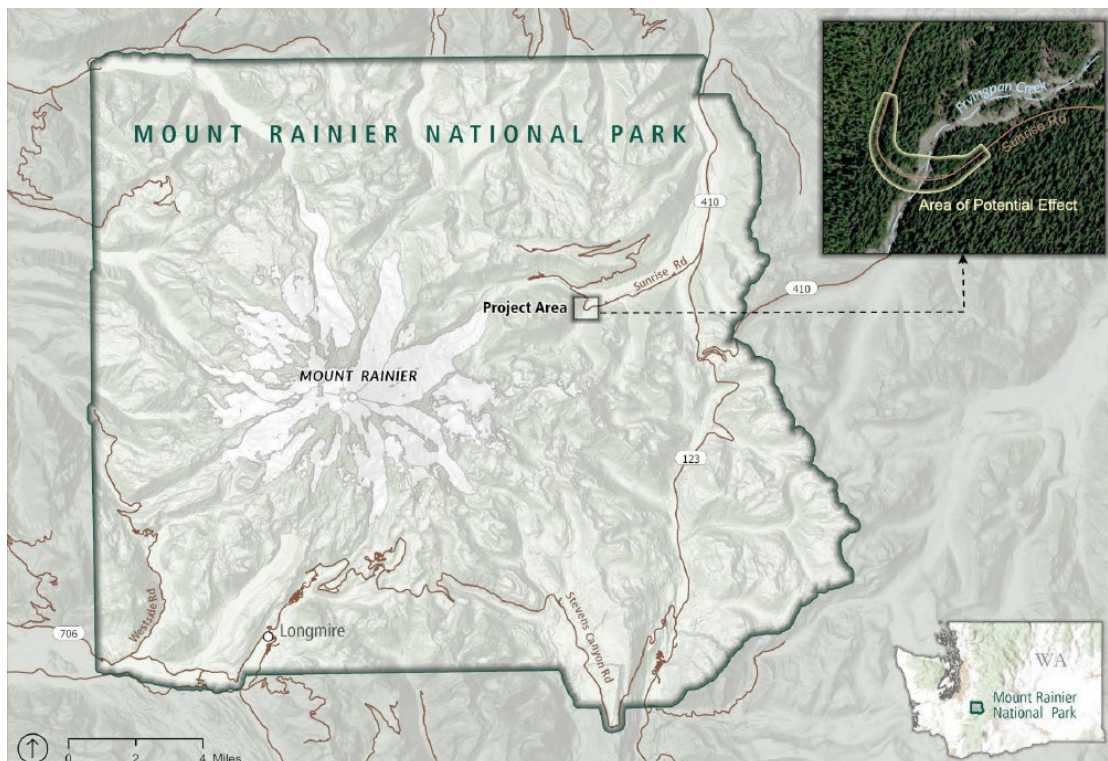 MOUNT RAINIER NATIONAL PARK
Fryingpan Creek
Sunrise Rd
Area of Potential Effect
410
Sunrise Rd
410
Project Area
MOUNT RAINIER
123
Westside Rd
706
Longmire
Stevens Canyon Rd
WA
Mount Rainier
National Park
0 2 4 Miles